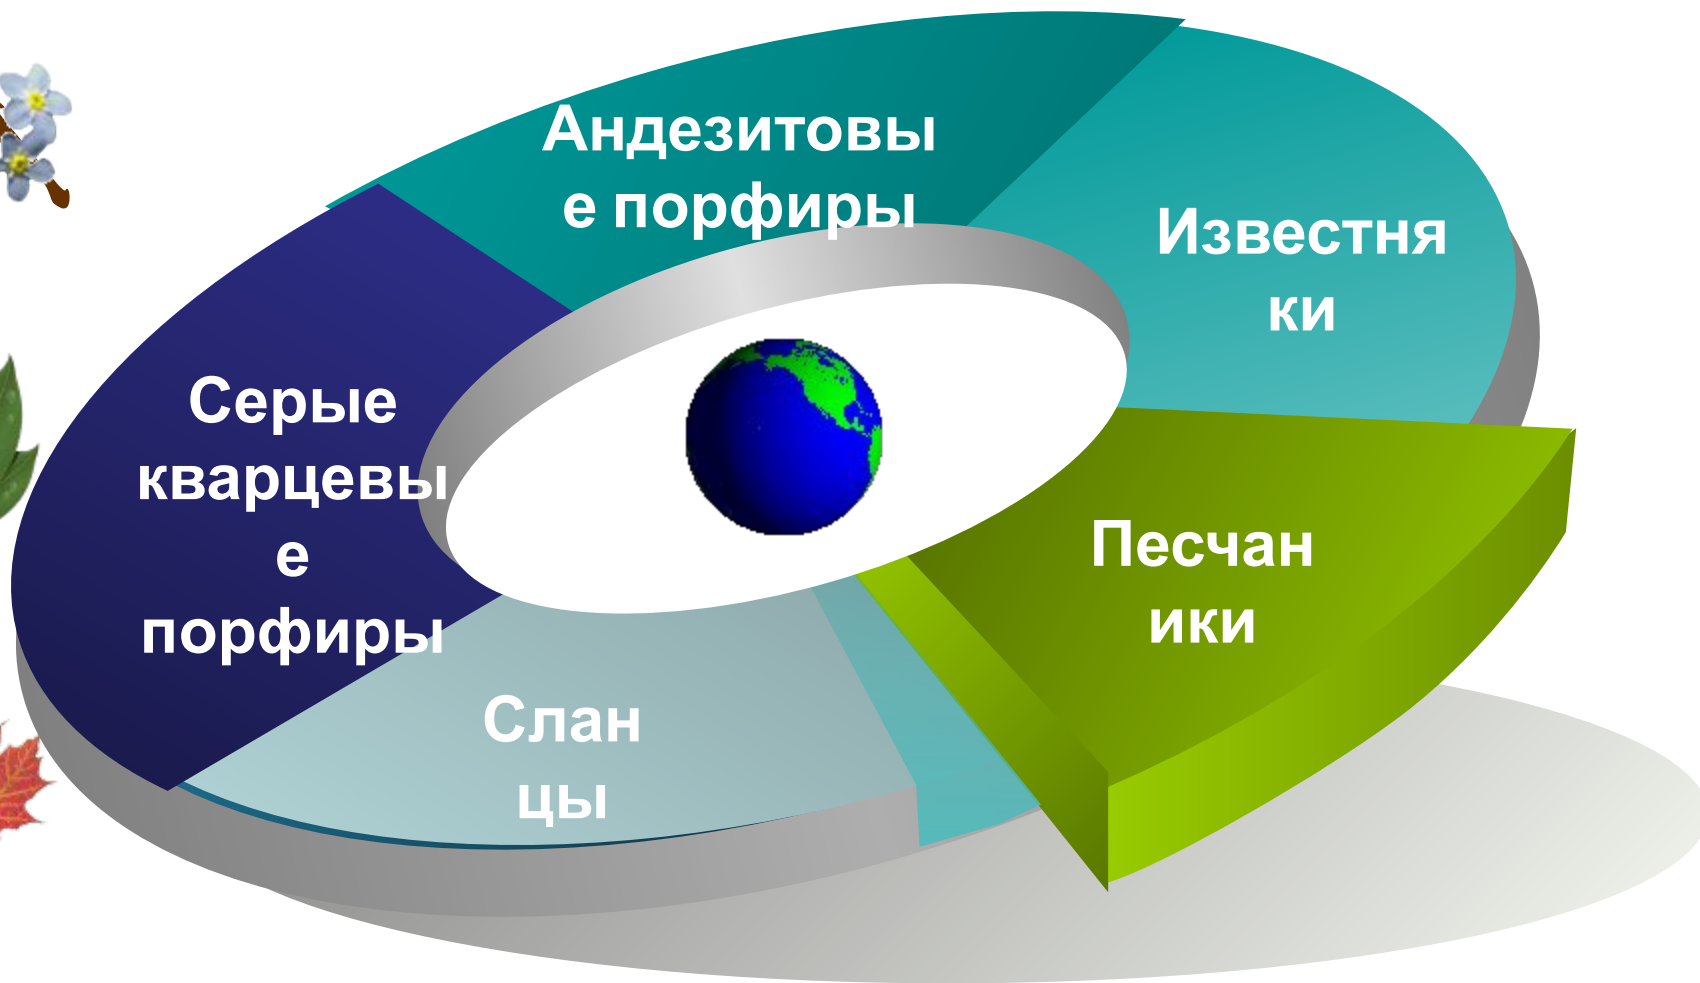 Андезитовы
е порфиры
Известня
ки
Серые
кварцевы
е
порфиры
Песчан
ики
Слан
цы